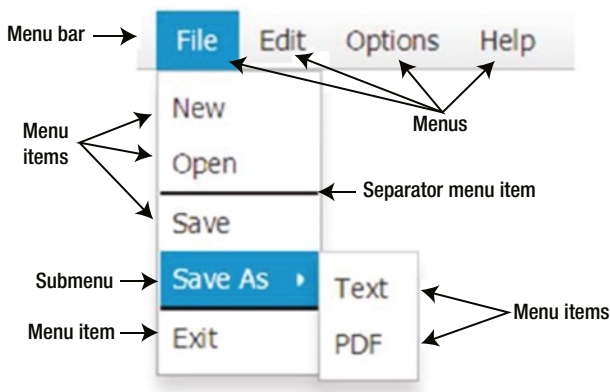 Menu bar
File Edit Options Help
Menus
New
Menu
items
Open
Separator menu item
Save
Submenu
Save As
Text
Menu items
Menu item
Exit
PDF